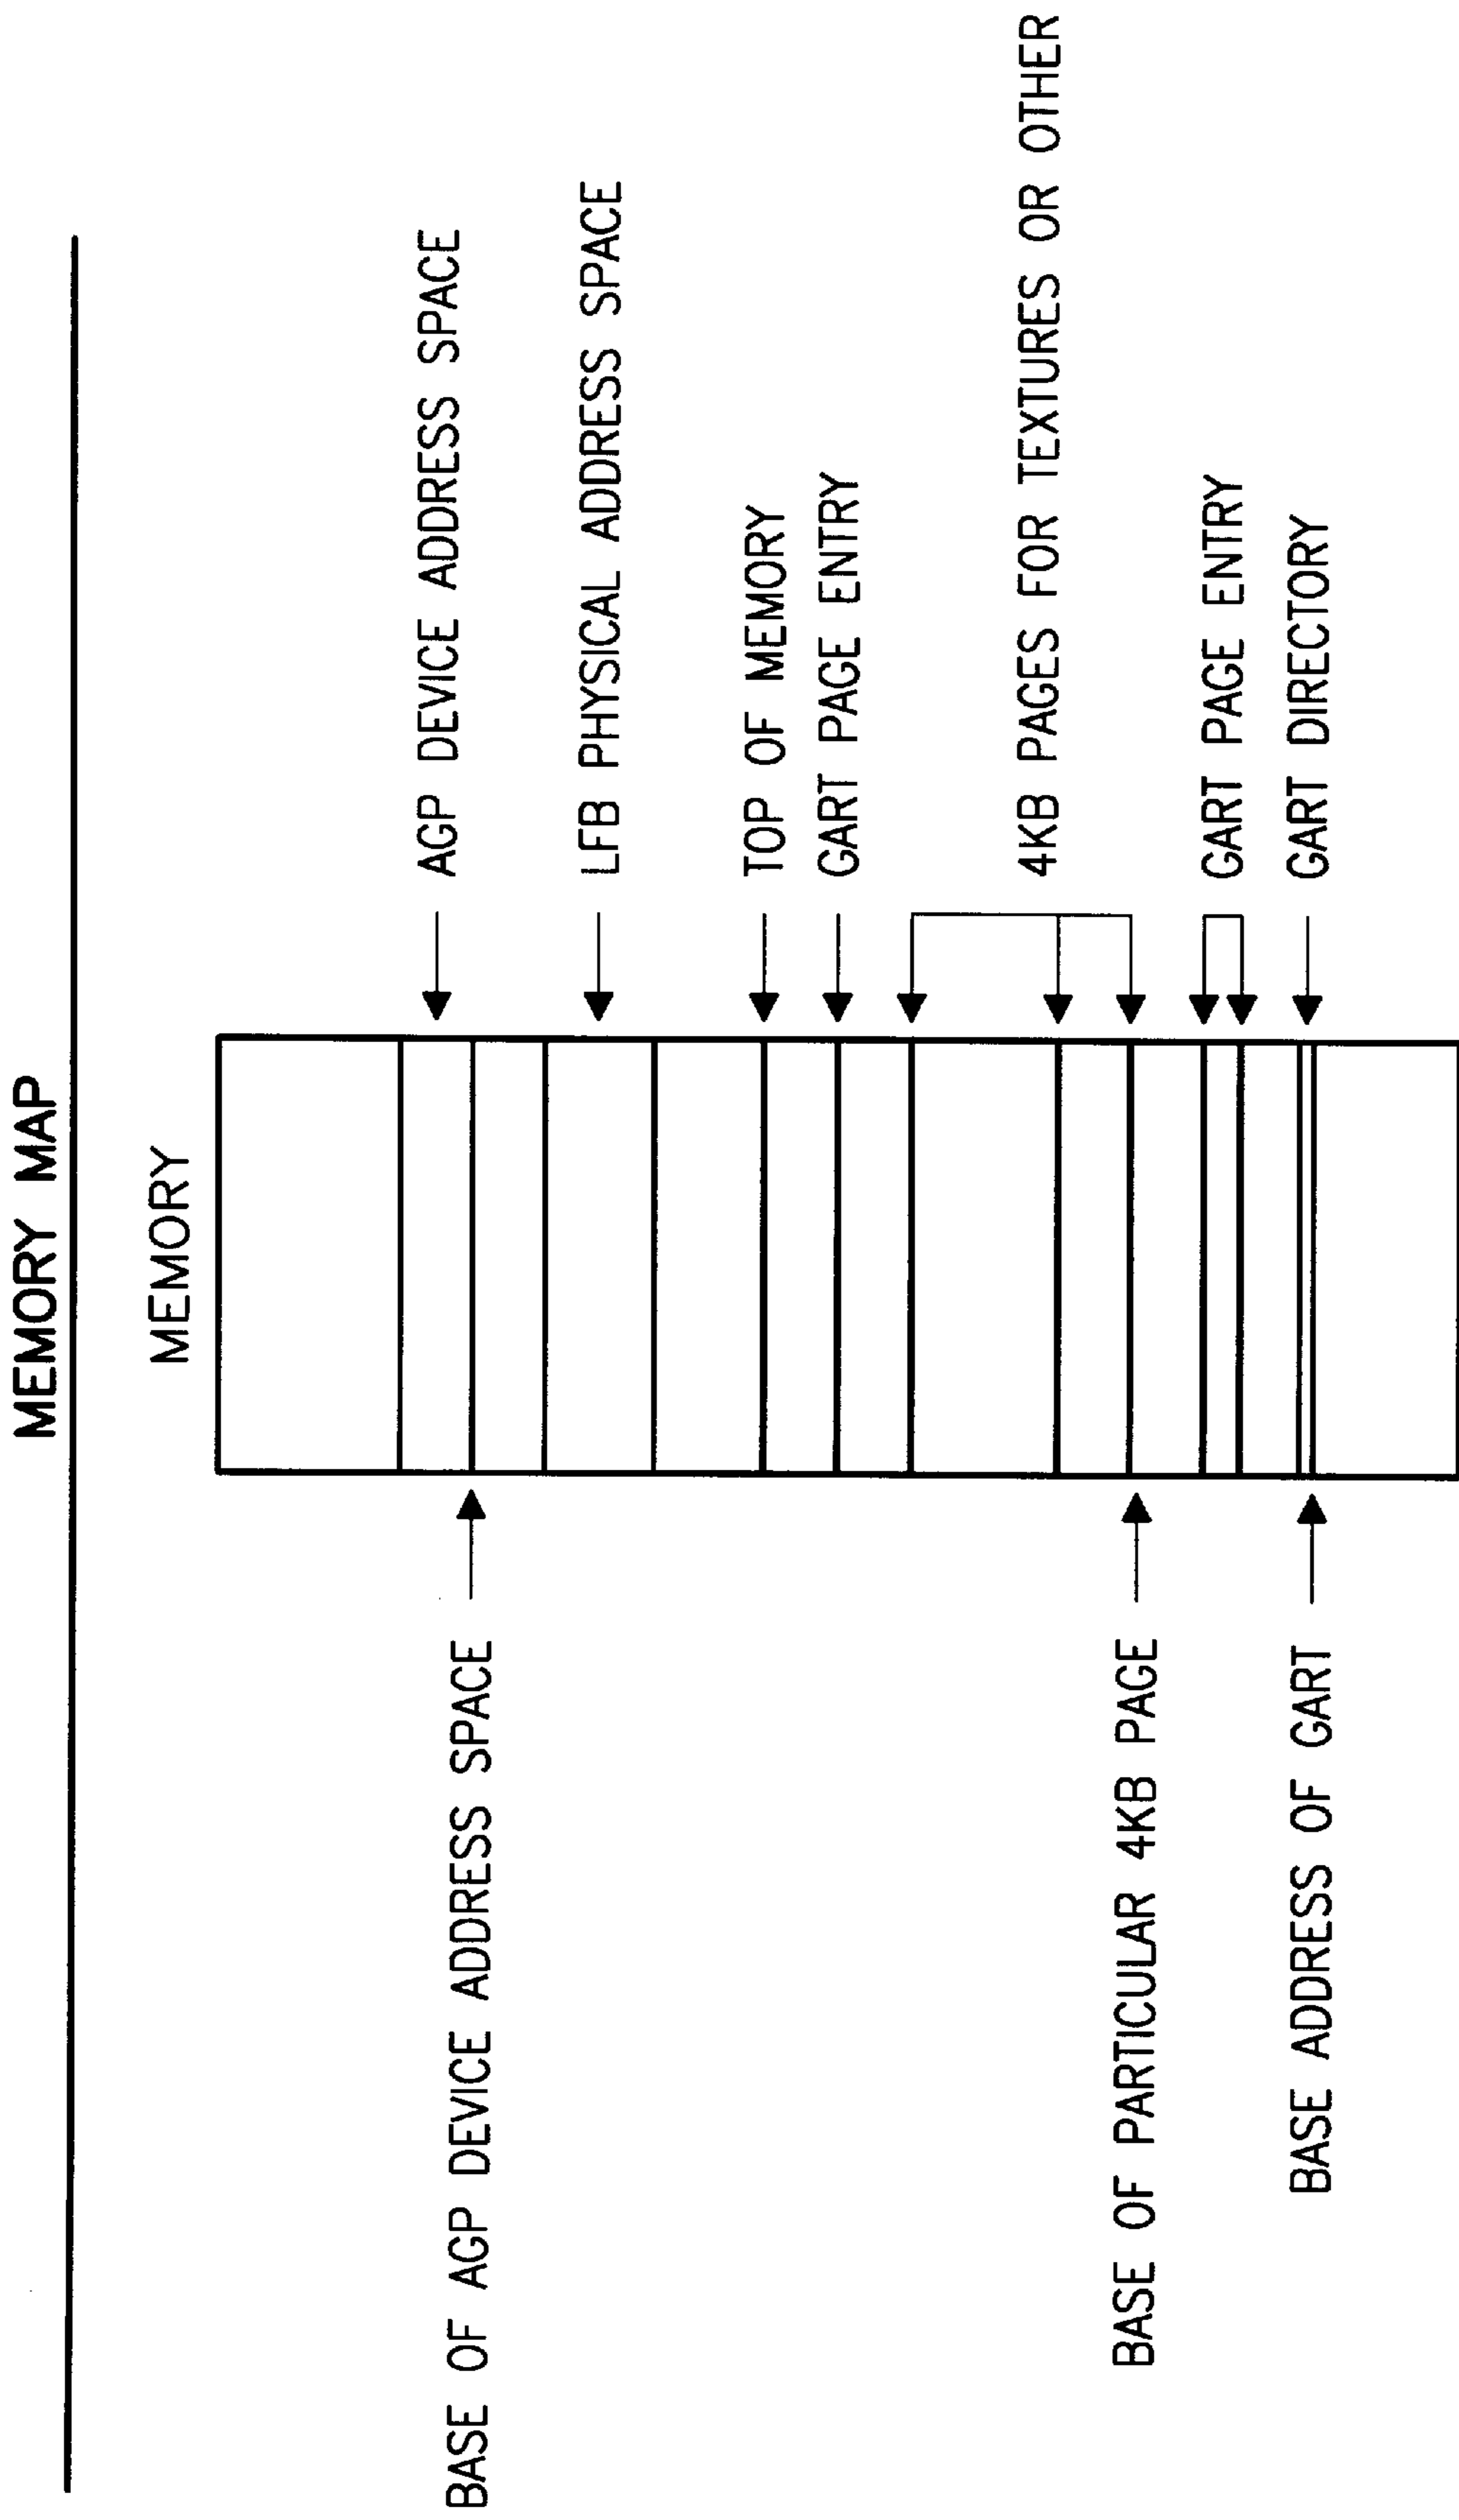 MEMORY MAP
MEMORY
AGP DEVICE ADDRESS SPACE
BASE OF AGP DEVICE ADDRESS SPACE
LFB PHYSICAL ADDRESS SPACE
TOP OF MEMORY
GART PAGE ENTRY
4KB PAGES FOR TEXTURES OR OTHER
BASE OF PARTICULAR 4KB PAGE
GART PAGE ENTRY
GART DIRECTORY
BASE ADDRESS OF GART